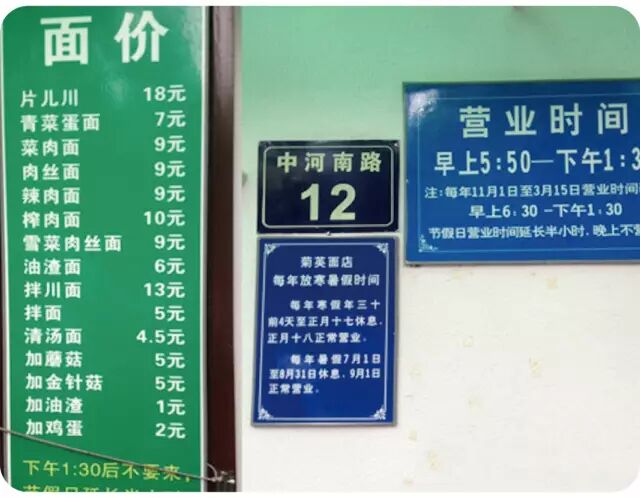 面价
片儿川 18元
青菜蛋面 7元
菜肉面 9元
肉丝面 9元
辣肉面 9元
榨肉面 10元
雪菜肉丝面 9元
油渣面 6元
拌川面 13元
拌面 5元
清汤面 4.5元
加蘑菇 5元
加金针菇 5元
加油渣 1元
加鸡蛋 2元
下午1:30后不要来,
节假日延长半小时
中河南路
12
菊英面店
每年放寒暑假时间
每年寒假年三十
前4天至正月十七休息,
正月十八正常营业。
每年暑假7月1日
至8月31日休息,9月1日
正常营业。
营业时间
早上5:50—下午1:3
注:每年11月1日至3月15日营业时间
早上6:30-下午1:30
节假日营业时间延长半小时,晚上不营